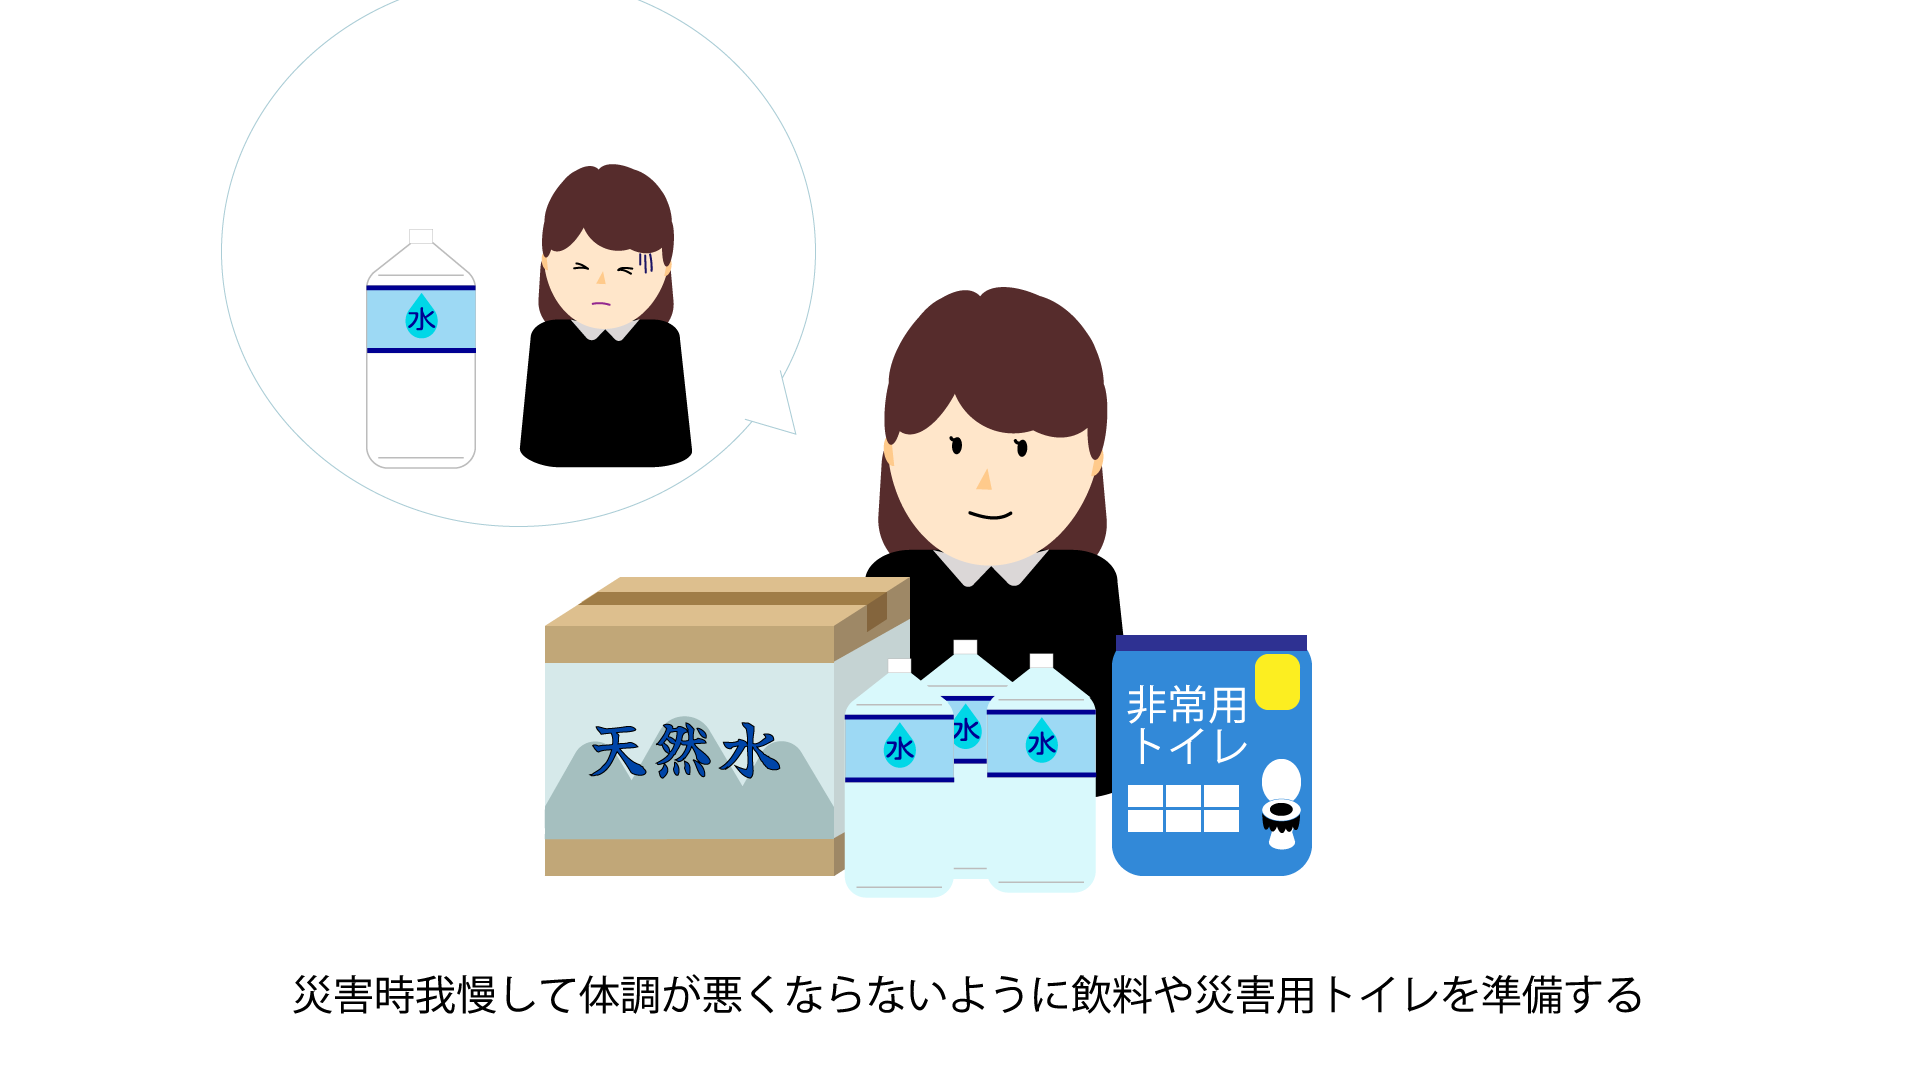 水
天然水
水
水
水
非常用
トイレ
災害時我慢して体調が悪くならないように飲料や災害用トイレを準備する